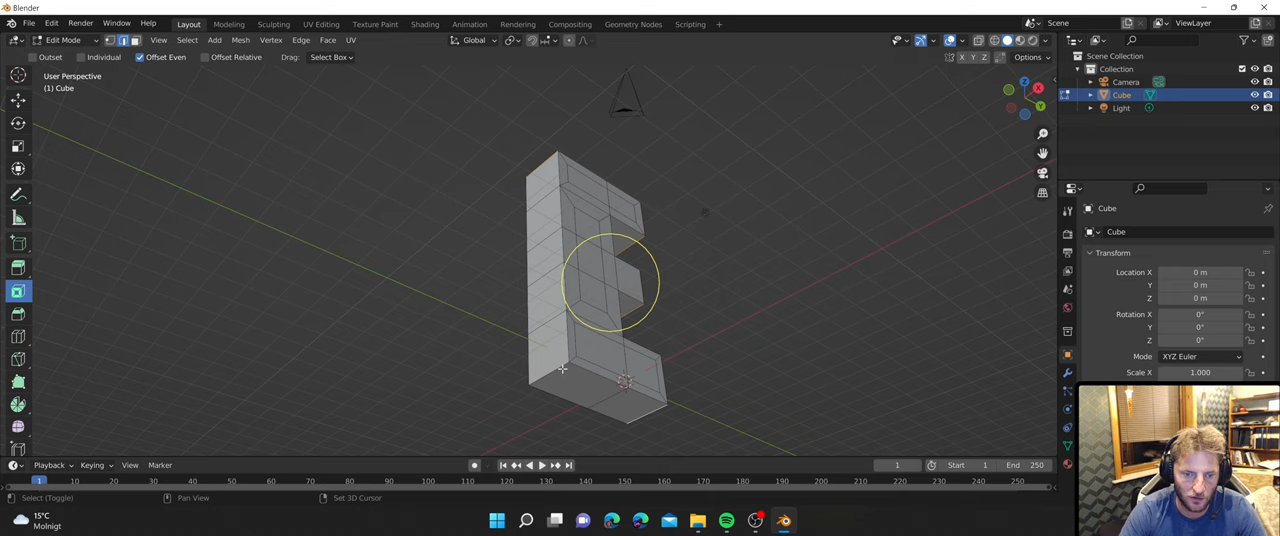 Blender
File Edit Render Window Help Layout Modeling Sculpting UV Editing Texture Paint Shading Animation Rendering Compositing Geometry Nodes Scripting + Scene ViewLayer
Edit Mode View Select Add Mesh Vertex Edge Face UV Global
Outset Individual Offset Even Offset Relative Drag: Select Box X Y Z Options
User Perspective
(1) Cube
Z X Y
Scene Collection
Collection
Camera
Cube
Light
Cube
Cube
Transform
Location X 0 m
Y 0 m
Z 0 m
Rotation X 0°
Y 0°
Z 0°
Mode XYZ Euler
Scale X 1.000
Playback Keying View Marker 1 Start 1 End 250
1 10 20 30 40 50 60 70 80 90 100 110 120 130 140 150 160 170 180 190 200 210 220 230 240 250
Select (Toggle) Pan View Set 3D Cursor
15°C
Molnigt